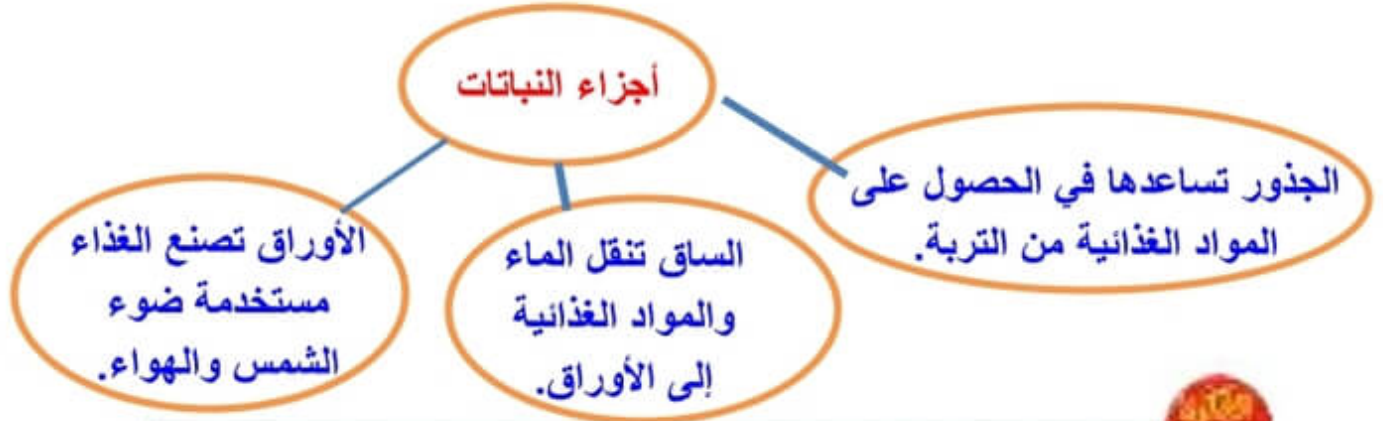 أجزاء النباتات
الجذور تساعدها في الحصول على
المواد الغذائية من التربة.
الساق تنقل الماء
والمواد الغذائية
إلى الأوراق.
الأوراق تصنع الغذاء
مستخدمة ضوء
الشمس والهواء.